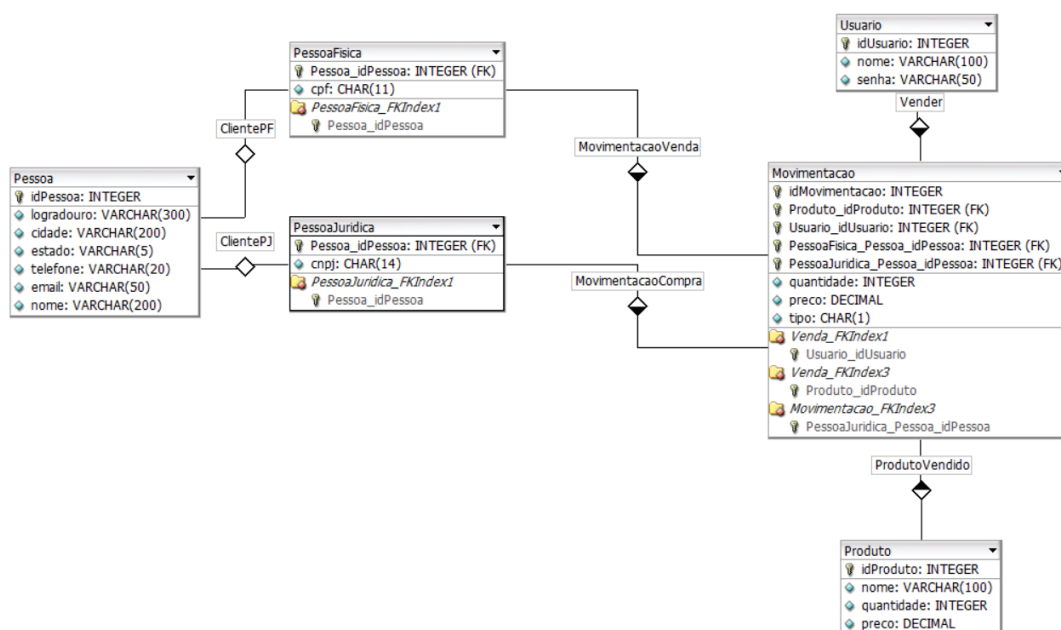 Usuario
idUsuario: INTEGER
nome: VARCHAR(100)
senha: VARCHAR(50)
Vender
PessoaFisica
Pessoa_idPessoa: INTEGER (FK)
cpf: CHAR(11)
PessoaFisica_FKIndex1
Pessoa_idPessoa
ClientePF
MovimentacaoVenda
Pessoa
idPessoa: INTEGER
logradouro: VARCHAR(300)
cidade: VARCHAR(200)
estado: VARCHAR(5)
telefone: VARCHAR(20)
email: VARCHAR(50)
nome: VARCHAR(200)
ClientePJ
PessoaJuridica
Pessoa_idPessoa: INTEGER (FK)
cnpj: CHAR(14)
PessoaJuridica_FKIndex1
Pessoa_idPessoa
MovimentacaoCompra
Movimentacao
idMovimentacao: INTEGER
Produto_idProduto: INTEGER (FK)
Usuario_idUsuario: INTEGER (FK)
PessoaFisica_Pessoa_idPessoa: INTEGER (FK)
PessoaJuridica_Pessoa_idPessoa: INTEGER (FK)
quantidade: INTEGER
preco: DECIMAL
tipo: CHAR(1)
Venda_FKIndex1
Usuario_idUsuario
Venda_FKIndex3
Produto_idProduto
Movimentacao_FKIndex3
PessoaJuridica_Pessoa_idPessoa
ProdutoVendido
Produto
idProduto: INTEGER
nome: VARCHAR(100)
quantidade: INTEGER
preco: DECIMAL